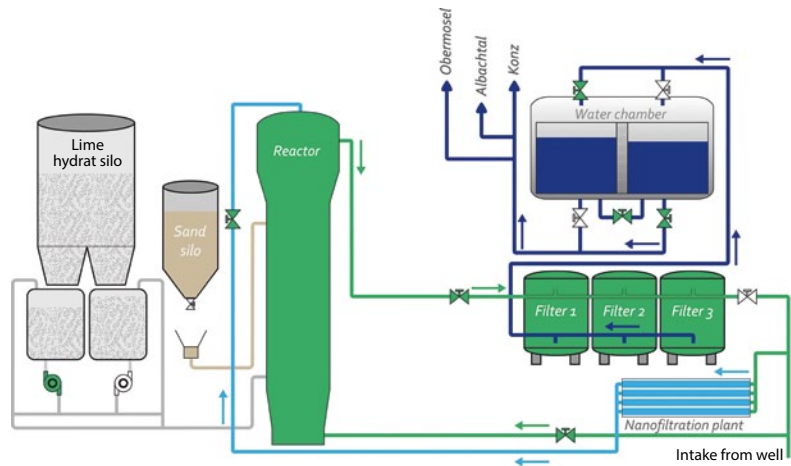 Obermosel
Albachtal
Konz
Water chamber
Lime
hydrat silo
Reactor
Sand
silo
Filter 1
Filter 2
Filter 3
Nanofiltration plant
Intake from well